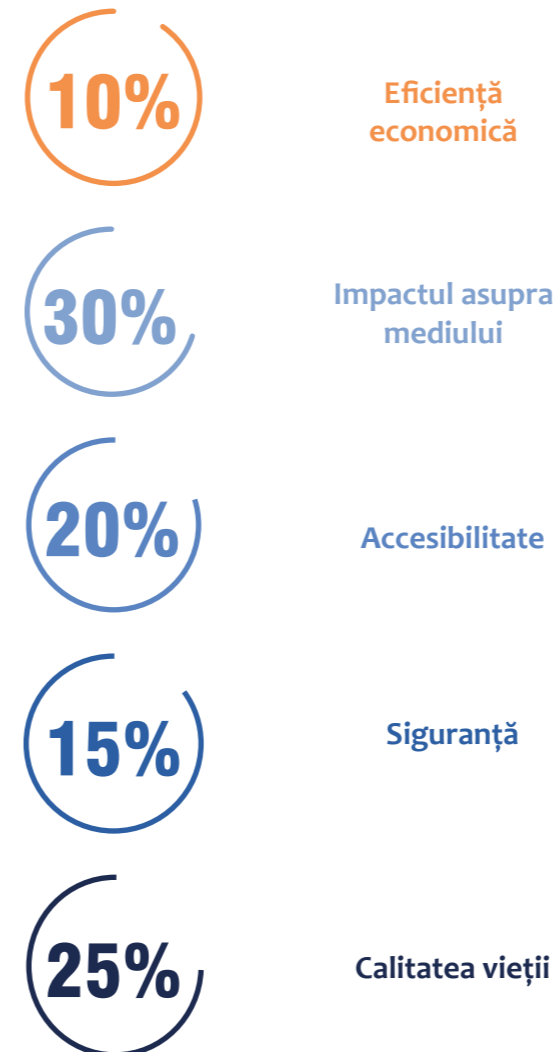 10%
Eficiență
economică
30%
Impactul asupra
mediului
20%
Accesibilitate
15%
Siguranță
25%
Calitatea vieții